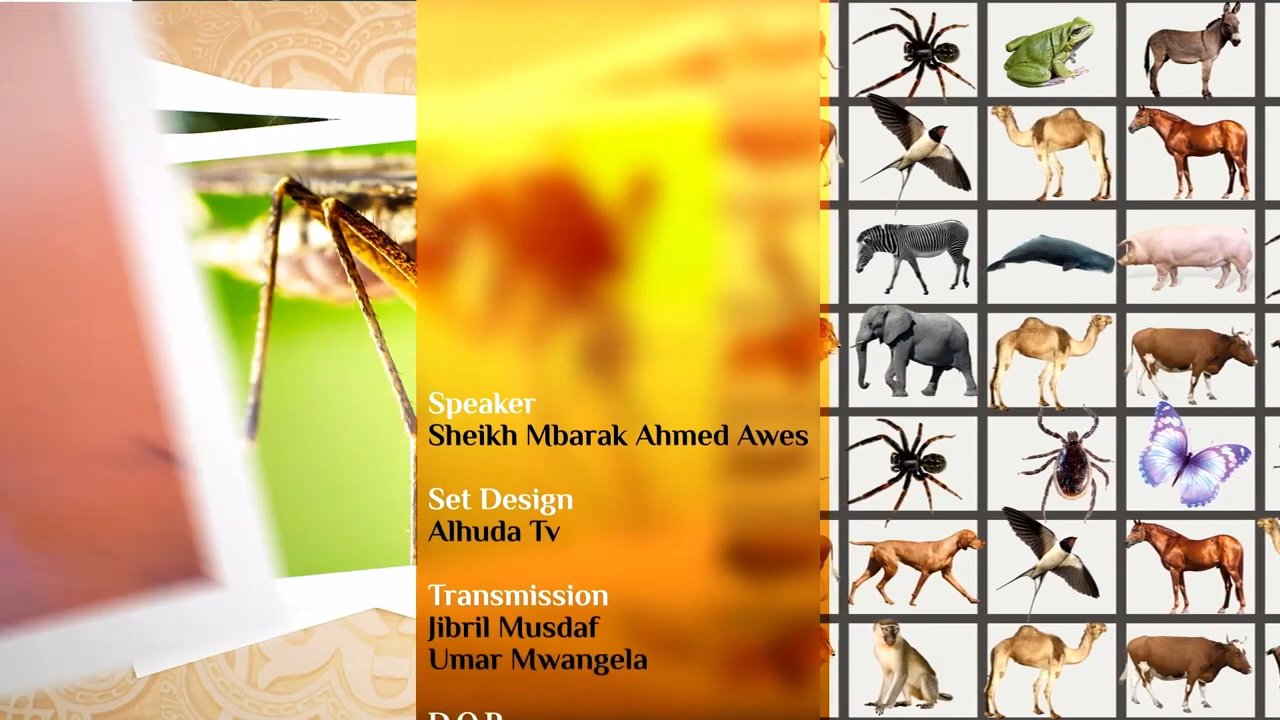 Speaker
Sheikh Mbarak Ahmed Awes
Set Design
Alhuda Tv
Transmission
Jibril Musdaf
Umar Mwangela
D.O.P